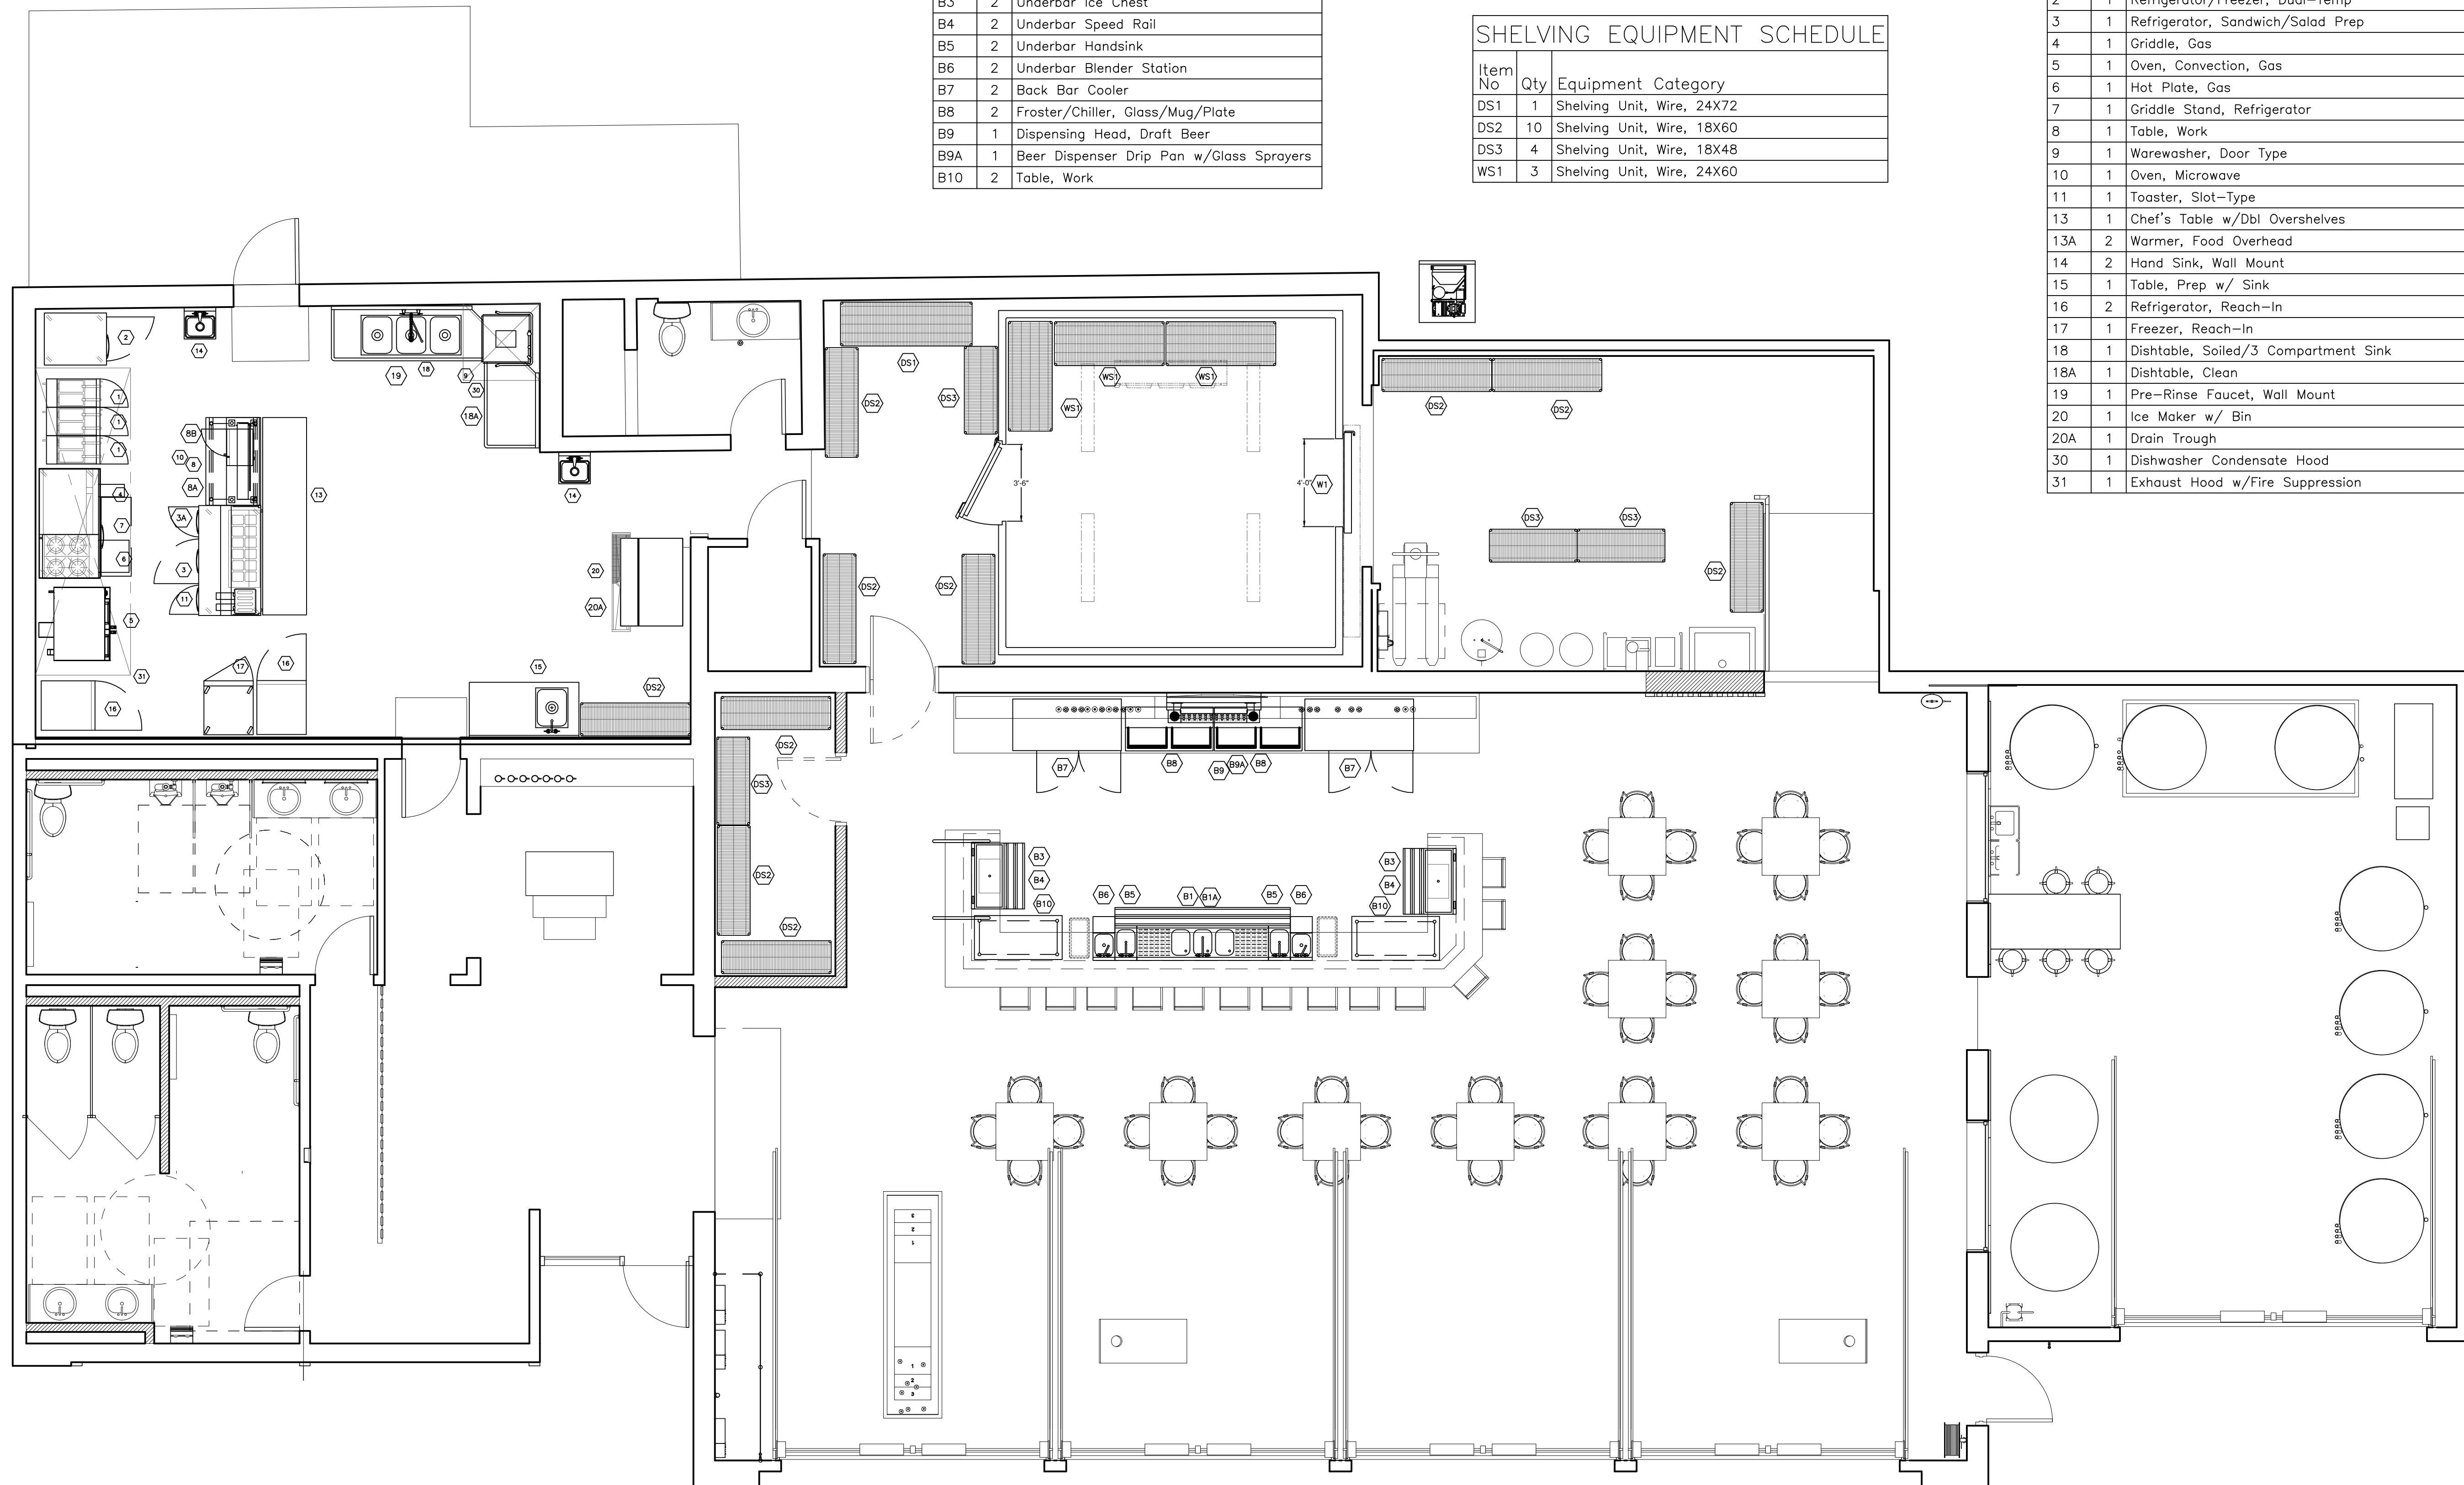 B3 2 Underbar Ice Chest
B4 2 Underbar Speed Rail
B5 2 Underbar Handsink
B6 2 Underbar Blender Station
B7 2 Back Bar Cooler
B8 2 Froster/Chiller, Glass/Mug/Plate
B9 1 Dispensing Head, Draft Beer
B9A 1 Beer Dispenser Drip Pan w/Glass Sprayers
B10 2 Table, Work
SHELVING EQUIPMENT SCHEDULE
Item No Qty Equipment Category
DS1 1 Shelving Unit, Wire, 24X72
DS2 10 Shelving Unit, Wire, 18X60
DS3 4 Shelving Unit, Wire, 18X48
WS1 3 Shelving Unit, Wire, 24X60
2 1 Refrigerator/Freezer, Dual-Temp
3 1 Refrigerator, Sandwich/Salad Prep
4 1 Griddle, Gas
5 1 Oven, Convection, Gas
6 1 Hot Plate, Gas
7 1 Griddle Stand, Refrigerator
8 1 Table, Work
9 1 Warewasher, Door Type
10 1 Oven, Microwave
11 1 Toaster, Slot-Type
13 1 Chef's Table w/Dbl Overshelves
13A 2 Warmer, Food Overhead
14 2 Hand Sink, Wall Mount
15 1 Table, Prep w/ Sink
16 2 Refrigerator, Reach-In
17 1 Freezer, Reach-In
18 1 Dishtable, Soiled/3 Compartment Sink
18A 1 Dishtable, Clean
19 1 Pre-Rinse Faucet, Wall Mount
20 1 Ice Maker w/ Bin
20A 1 Drain Trough
30 1 Dishwasher Condensate Hood
31 1 Exhaust Hood w/Fire Suppression
2
14
19
18
9
30
18A
1
1
1
8B
10
8
8A
4
7
6
3A
3
11
13
5
31
16
17
16
14
20
20A
15
DS2
DS1
DS2
DS3
WS1
WS1
WS1
3'-6"
4'-0"
W1
DS2
DS2
DS2
DS2
DS3
DS3
DS2
DS2
DS3
DS2
DS2
B7
B8
B9
B9A
B8
B7
B3
B4
B10
B6
B5
B1
B1A
B5
B6
B3
B4
B10
3
2
1
1
2
3